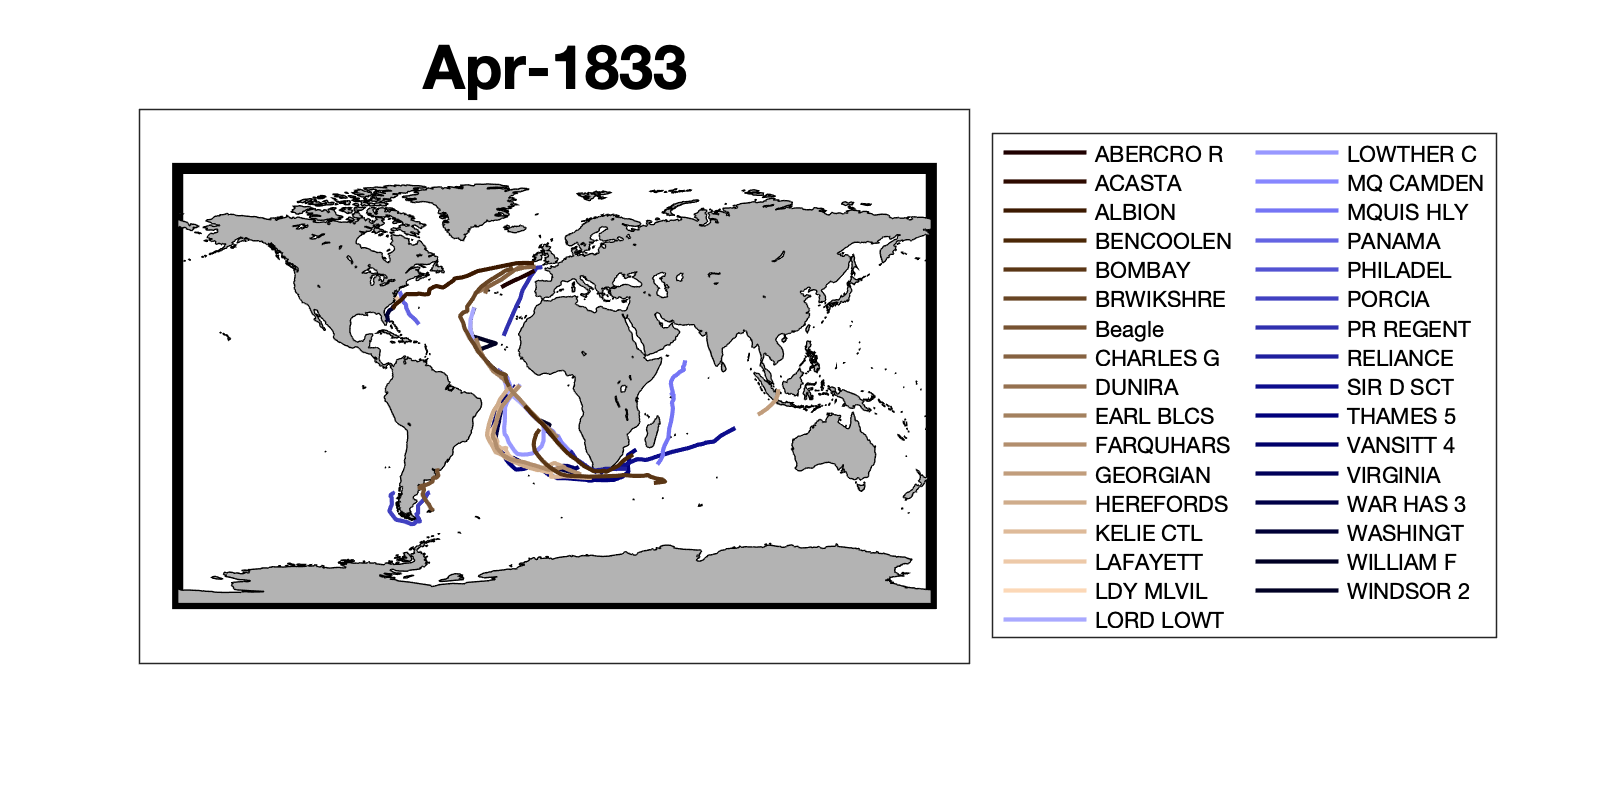 Apr-1833
ABERCRO R
ACASTA
ALBION
BENCOOLEN
BOMBAY
BRWIKSHRE
Beagle
CHARLES G
DUNIRA
EARL BLCS
FARQUHARS
GEORGIAN
HEREFORDS
KELIE CTL
LAFAYETT
LDY MLVIL
LORD LOWT
LOWTHER C
MQ CAMDEN
MQUIS HLY
PANAMA
PHILADEL
PORCIA
PR REGENT
RELIANCE
SIR D SCT
THAMES 5
VANSITT 4
VIRGINIA
WAR HAS 3
WASHINGT
WILLIAM F
WINDSOR 2